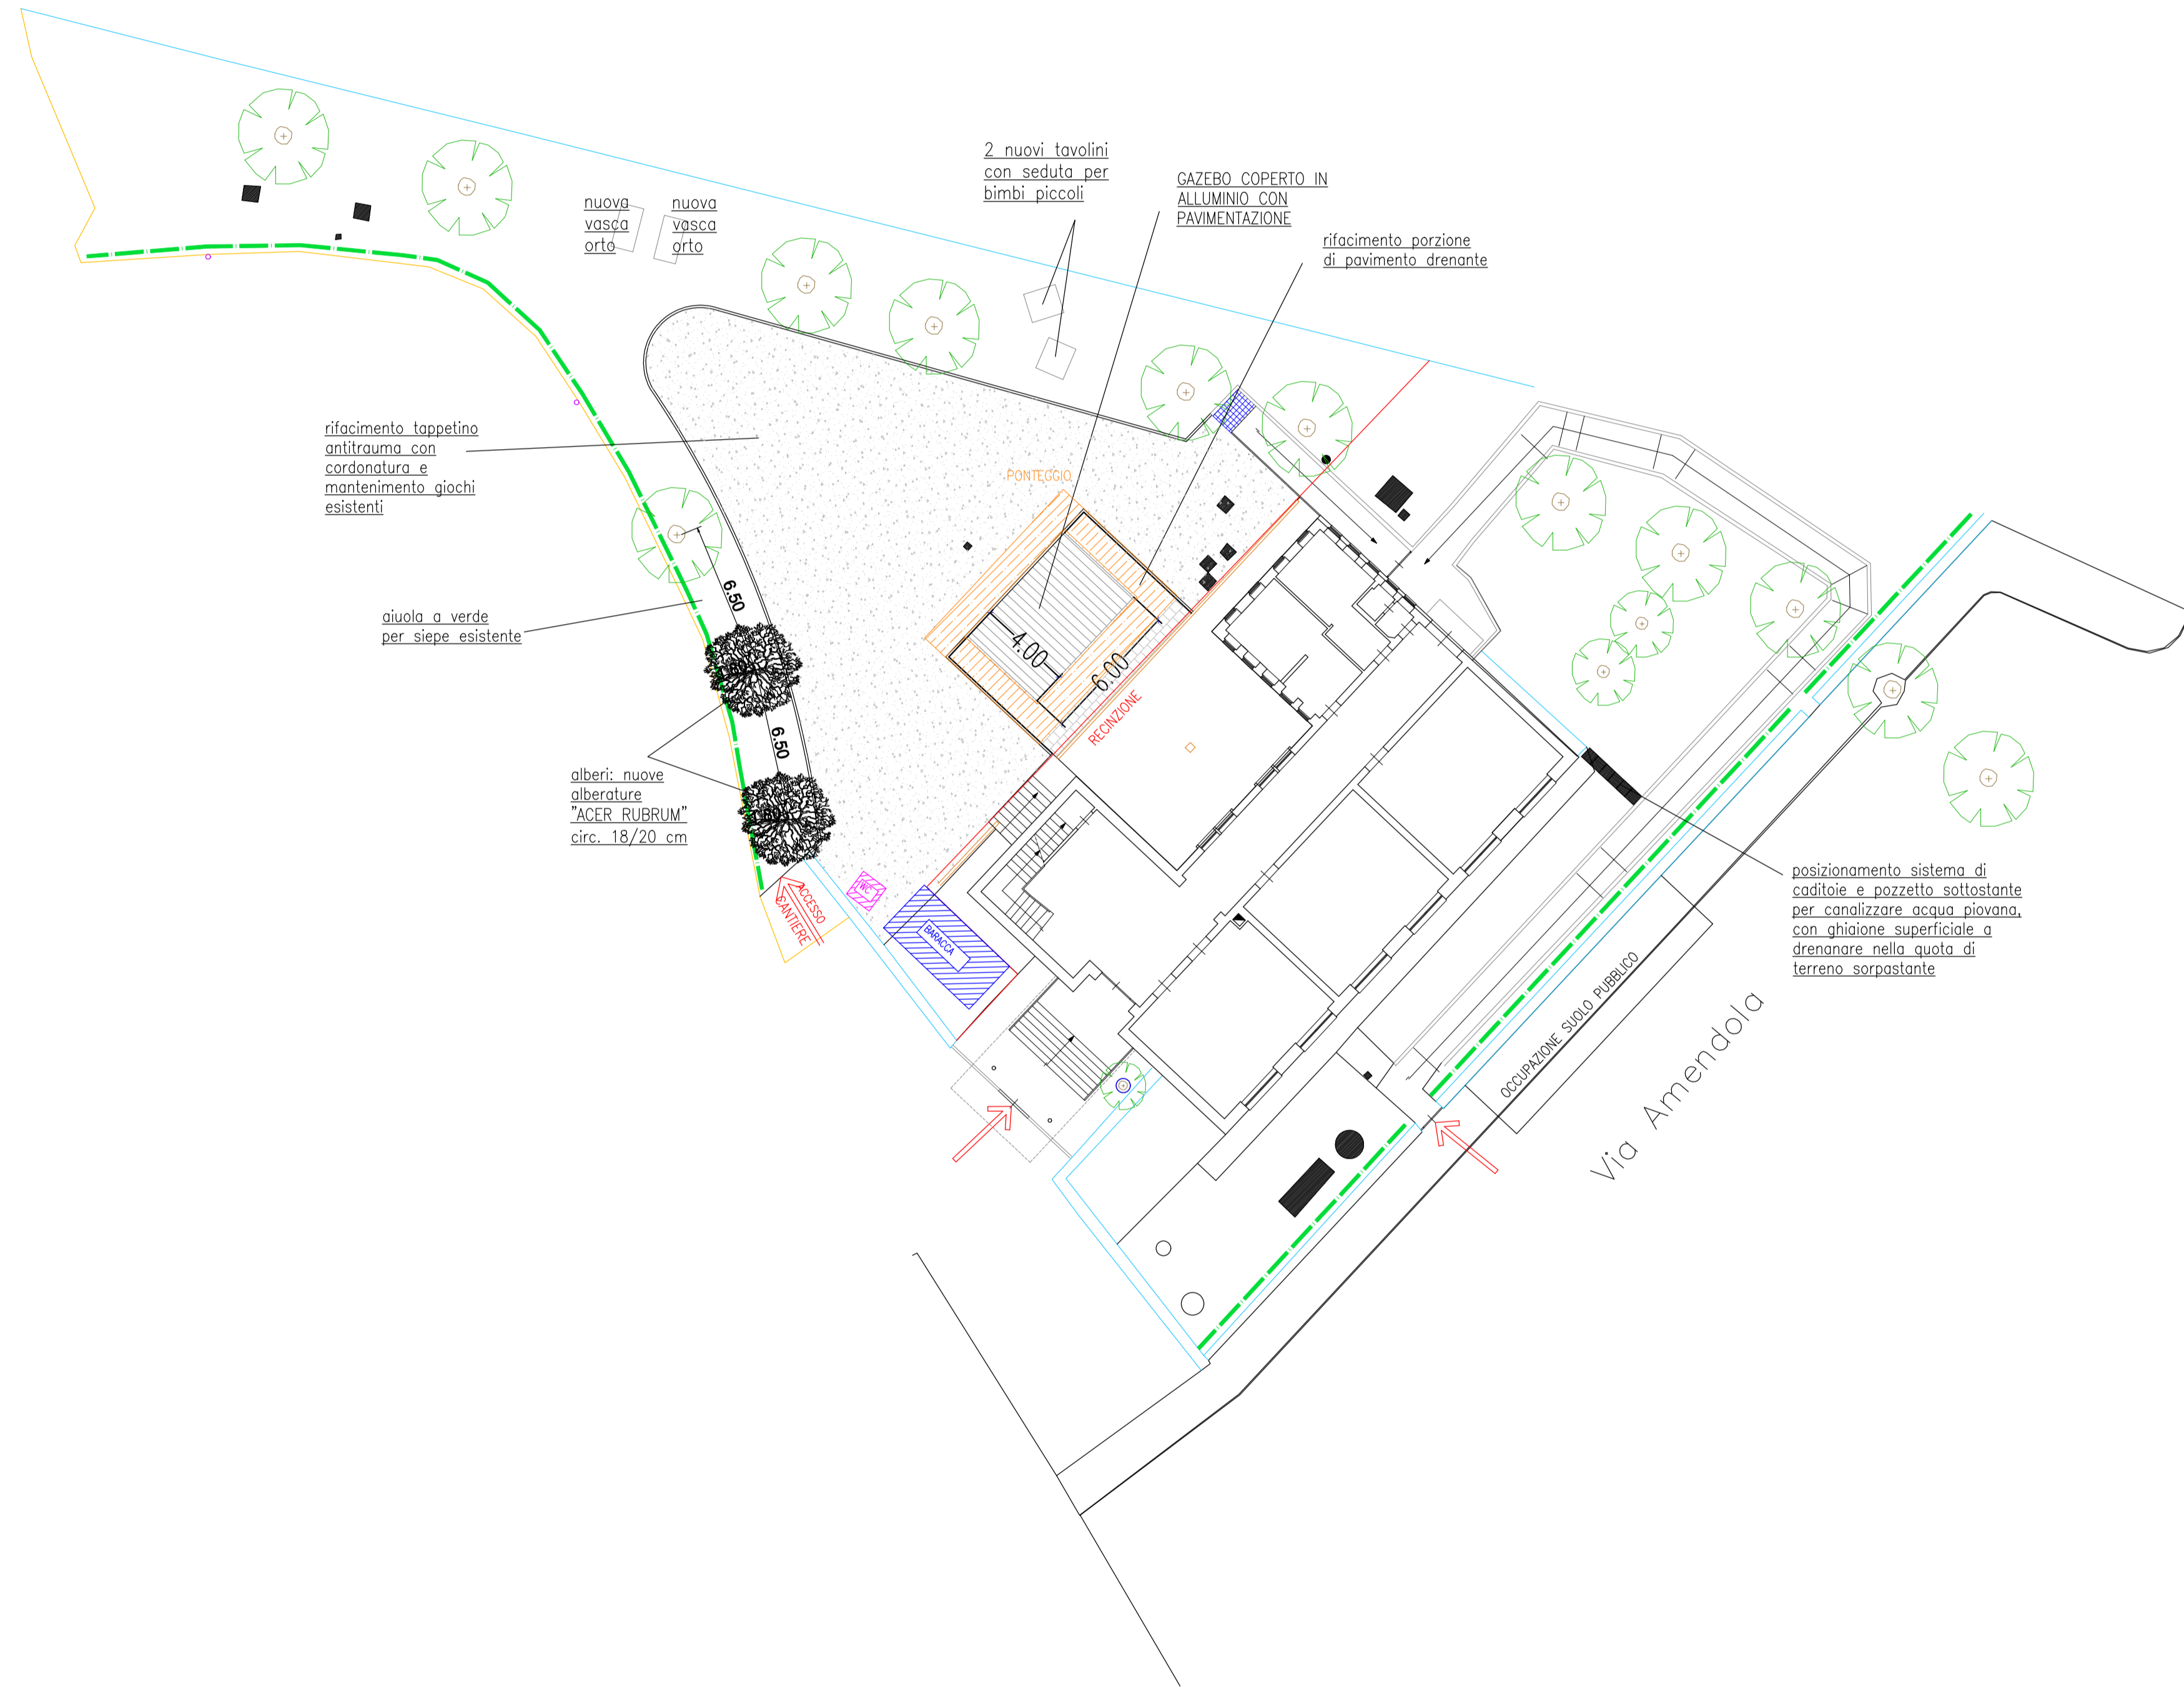 2 nuovi tavolini
con seduta per
bimbi piccoli
GAZEBO COPERTO IN
ALLUMINIO CON
PAVIMENTAZIONE
nuova
vasca
orto
nuova
vasca
orto
rifacimento porzione
di pavimento drenante
rifacimento tappetino
antitrauma con
cordonatura e
mantenimento giochi
esistenti
PONTEGGIO
6.50
aiuola a verde
per siepe esistente
4.00
6.00
RECINZIONE
6.50
alberi: nuove
alberature
"ACER RUBRUM"
circ. 18/20 cm
WC
ACCESSO
CANTIERE
BARACCA
posizionamento sistema di
caditoie e pozzetto sottostante
per canalizzare acqua piovana,
con ghiaione superficiale a
drenanare nella quota di
terreno sorpastante
OCCUPAZIONE SUOLO PUBBLICO
Via Amendola